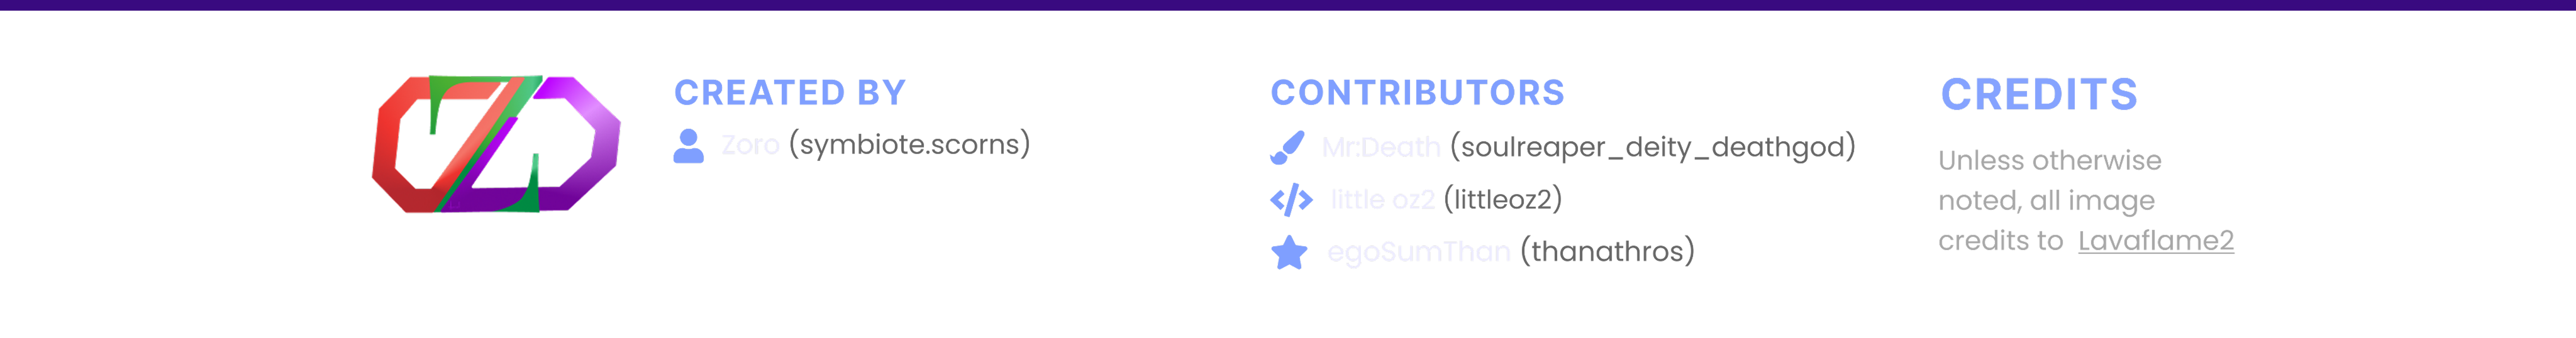 CREATED BY
Zoro (symbiote.scorns)
CONTRIBUTORS
Mr:Death (soulreaper_deity_deathgod)
little oz2 (littleoz2)
egoSumThan (thanathros)
CREDITS
Unless otherwise
noted, all image
credits to Lavaflame2